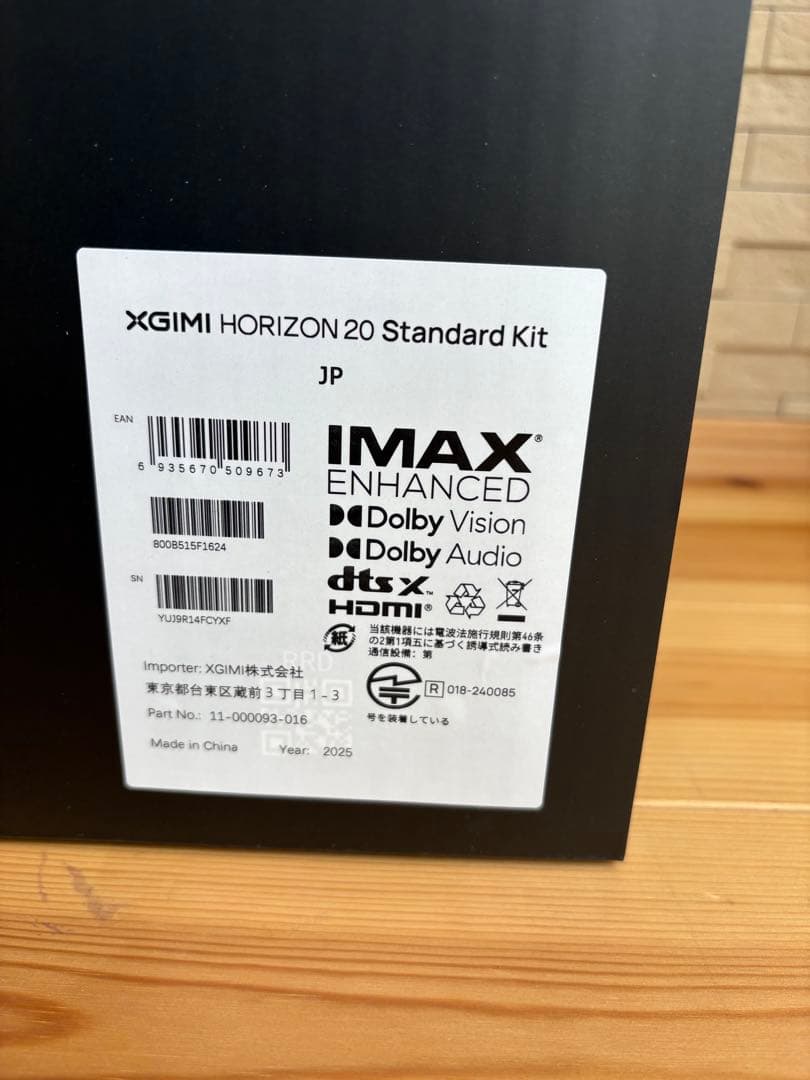 XGIMI HORIZON 20 Standard Kit
JP
EAN
6 935670 509673
800B515F1624
SN
YUJ9R14FCYXF
IMAX®
ENHANCED
Dolby Vision
Dolby Audio
dts X™
HDMI®
紙
当該機器には電波法施行規則第46条
の2第1項五に基づく誘導式読み書き
通信設備：第
R 018-240085
号を装着している
PRD
Importer: XGIMI株式会社
東京都台東区蔵前3丁目1-3
Part No.: 11-000093-016
Made in China Year: 2025